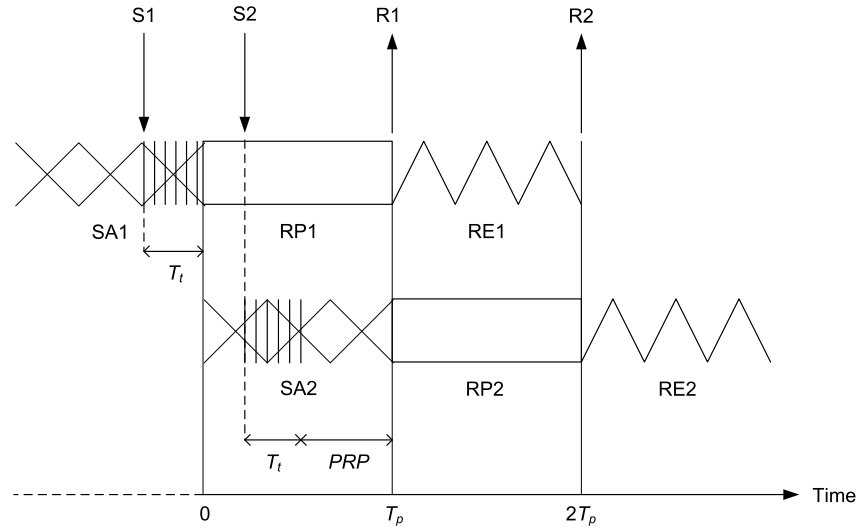 S1 S2 R1 R2
SA1 RP1 RE1
Tt
SA2 RP2 RE2
Tt PRP
Time
0 Tp 2Tp